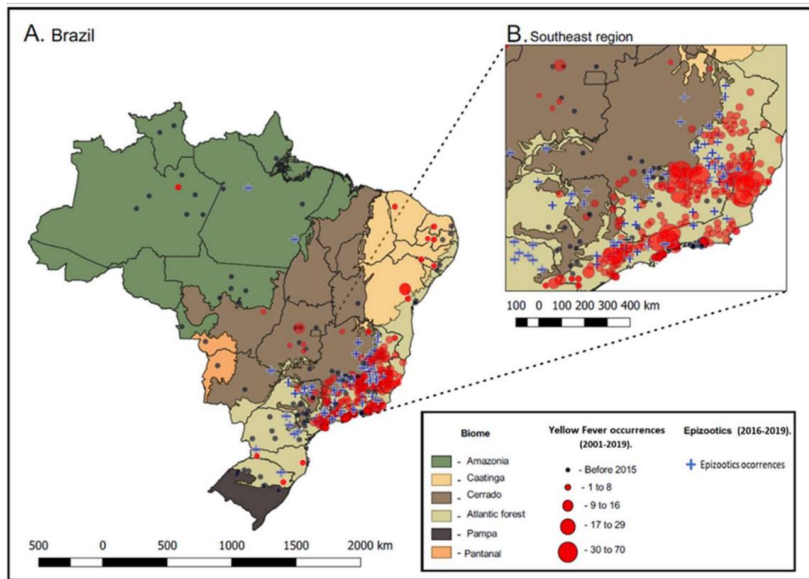 A. Brazil
B. Southeast region
100 0 100 200 300 400 km
Biome
- Amazonia
- Caatinga
- Cerrado
- Atlantic forest
- Pampa
- Pantanal
Yellow Fever occurrences
(2001-2019).
- Before 2015
- 1 to 8
- 9 to 16
- 17 to 29
- 30 to 70
Epizootics (2016-2019).
- Epizootics ocorrences
500 0 500 1000 1500 2000 km